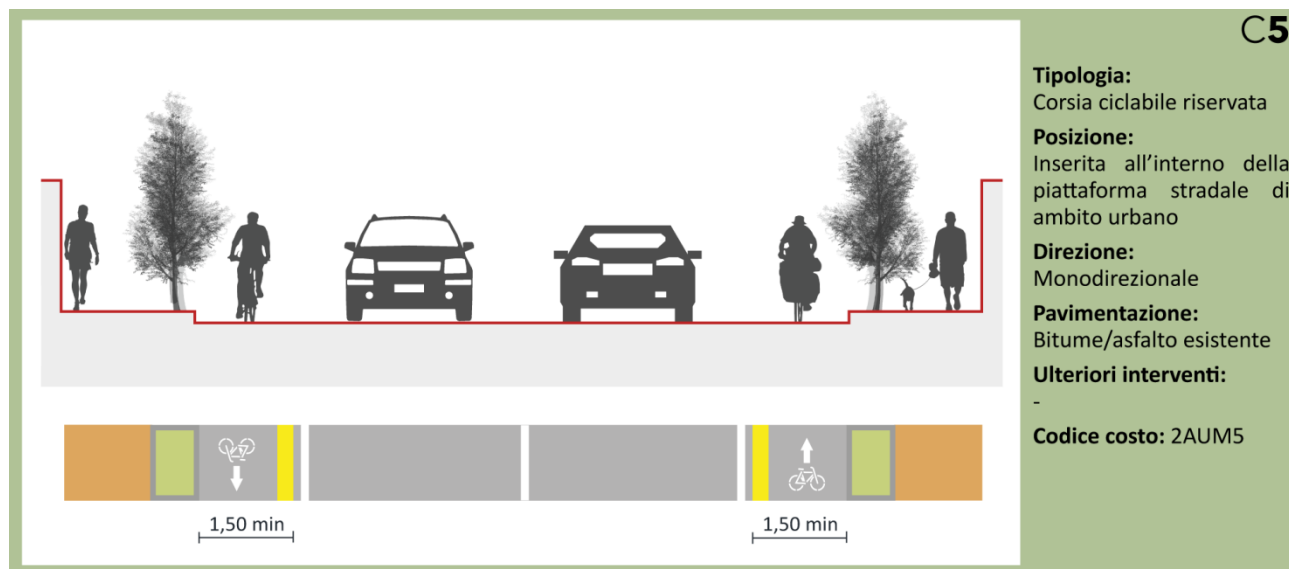 C5
Tipologia:
Corsia ciclabile riservata
Posizione:
Inserita all'interno della
piattaforma stradale di
ambito urbano
Direzione:
Monodirezionale
Pavimentazione:
Bitume/asfalto esistente
Ulteriori interventi:
-
Codice costo: 2AUM5
1,50 min
1,50 min